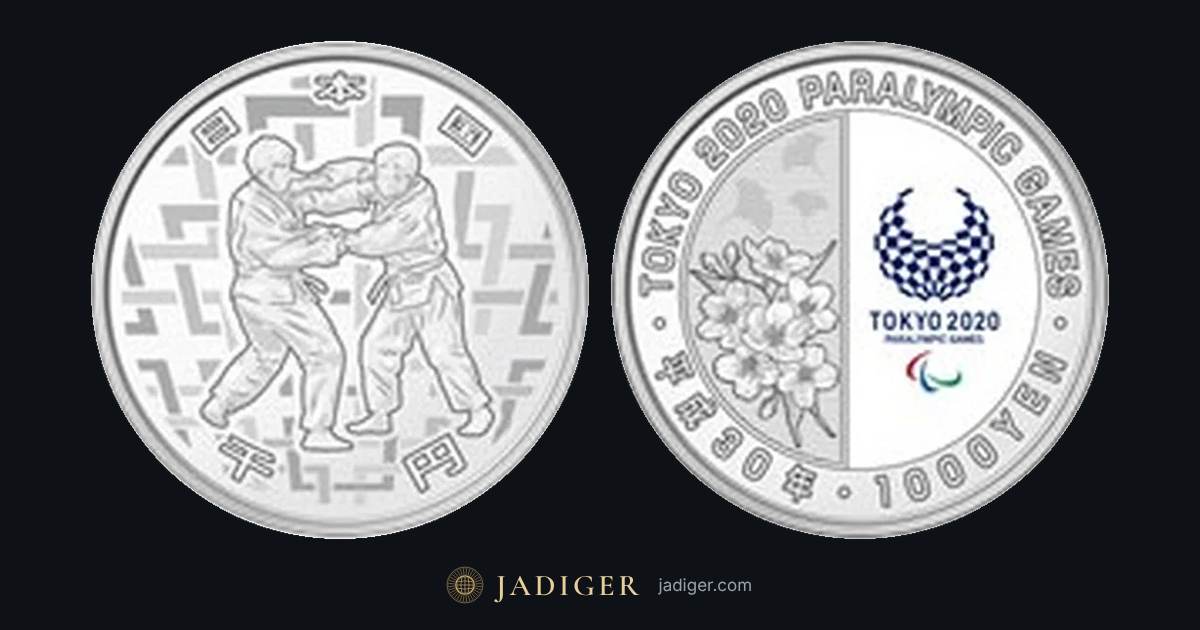 日本国
千円
TOKYO 2020 PARALYMPIC GAMES
平成30年 · 1000YEN
TOKYO 2020
PARALYMPIC GAMES
JADIGER jadiger.com